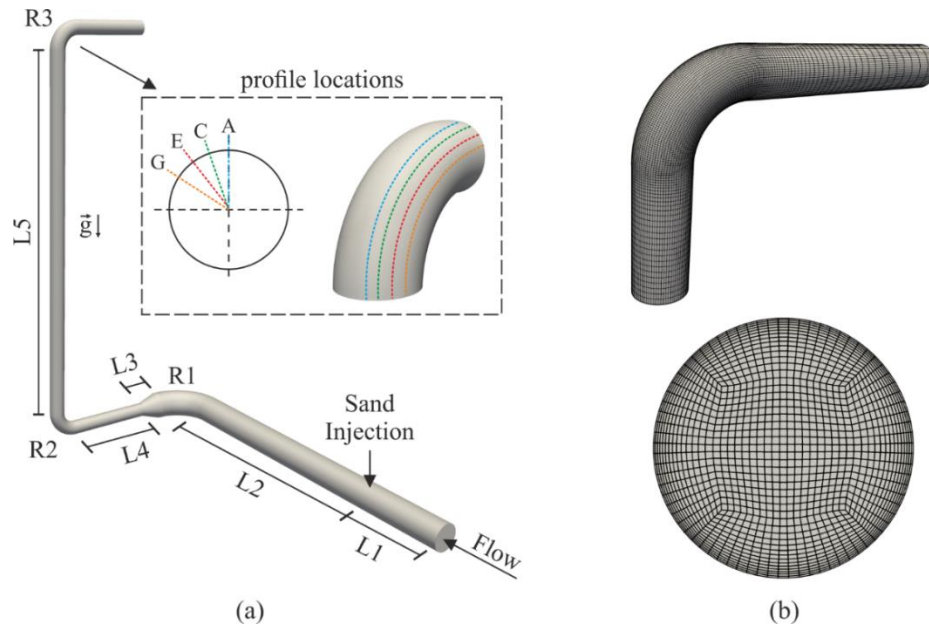 R3
profile locations
A
C
E
G
L5
g
L3
R1
Sand
Injection
R2
L4
L2
L1
Flow
(a)
(b)